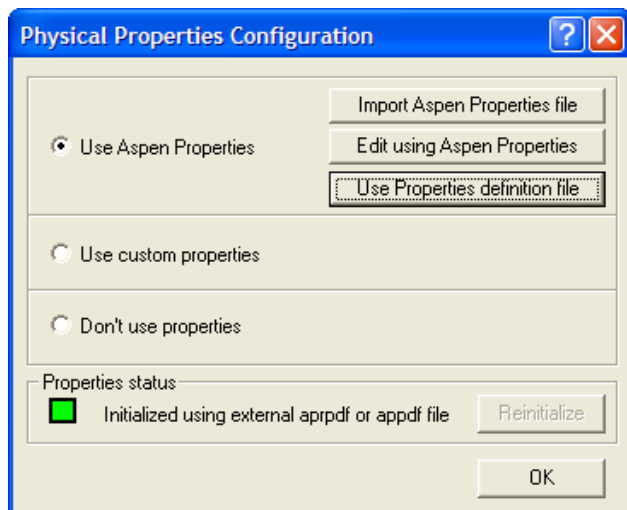 Physical Properties Configuration
?
Import Aspen Properties file
Use Aspen Properties
Edit using Aspen Properties
Use Properties definition file
Use custom properties
Don't use properties
Properties status
Initialized using external aprpdf or appdf file
Reinitialize
OK